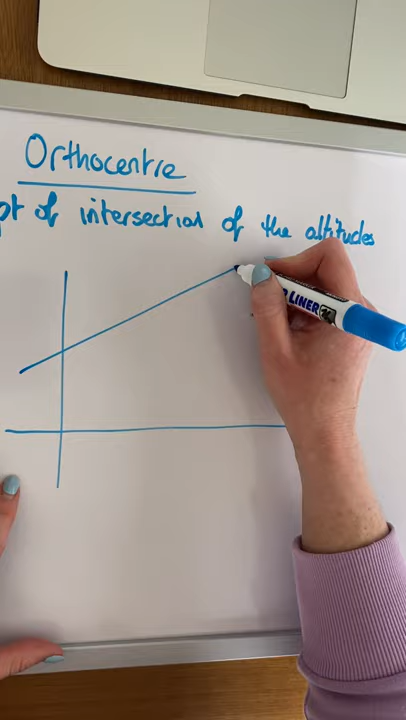 Orthocentre
pt of intersection of the altitudes
LINER